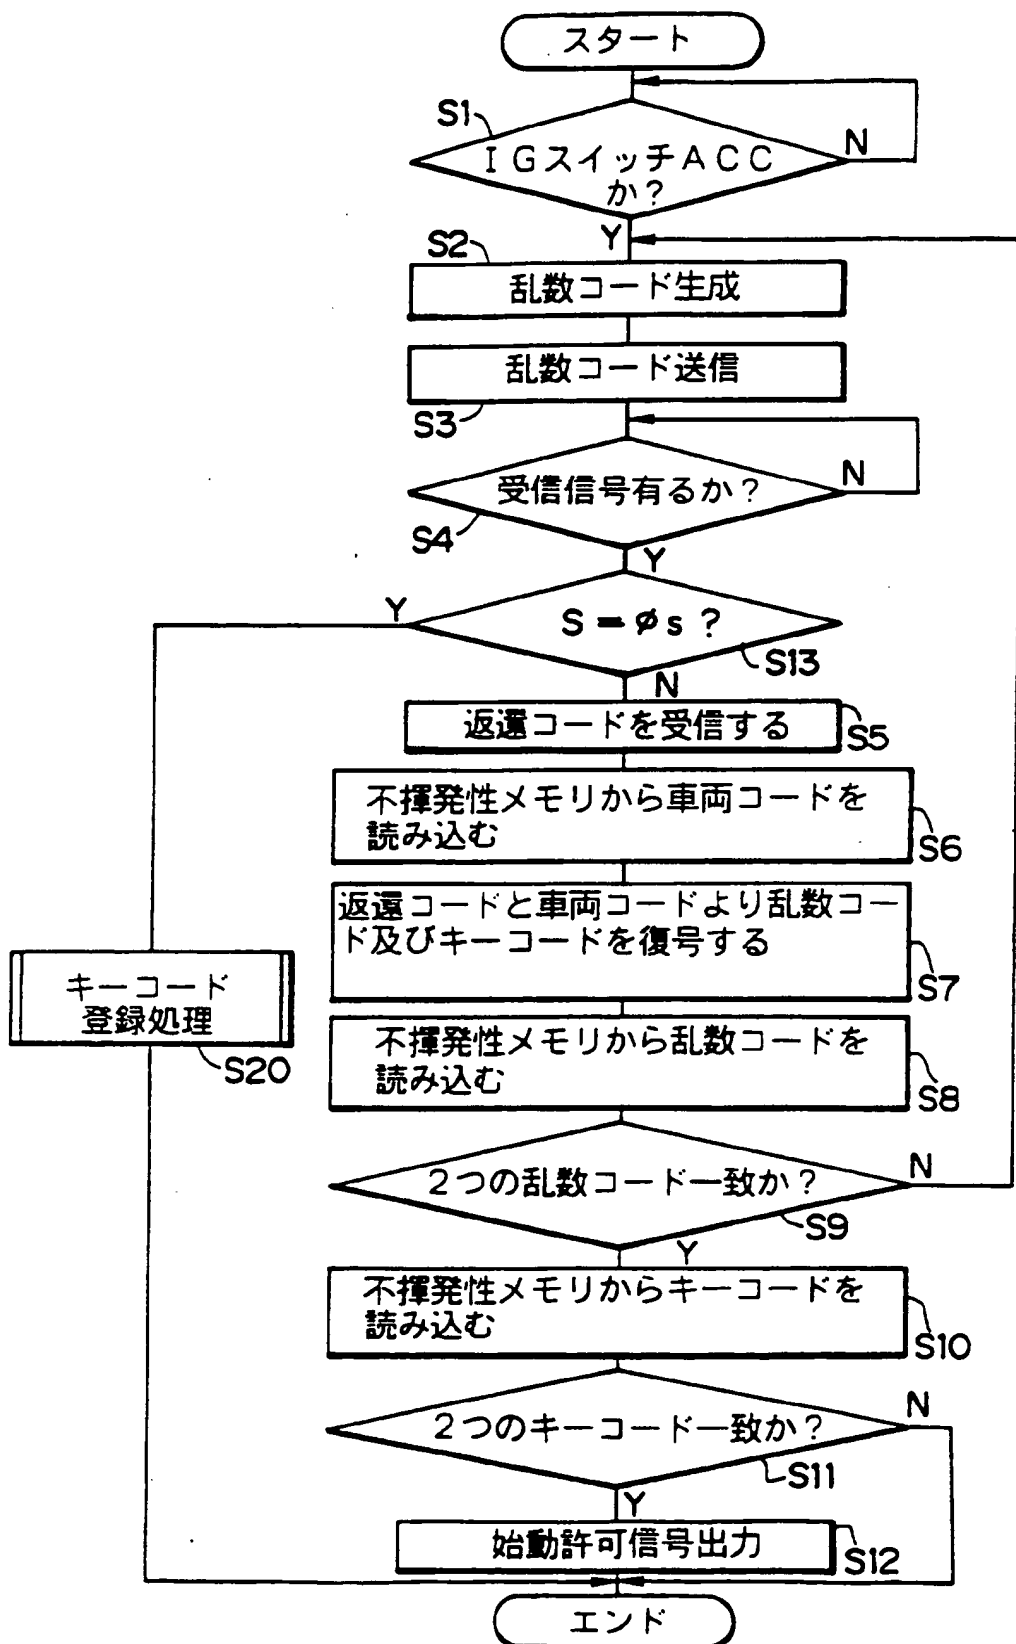 スタート
S1
IGスイッチACC
か?
N
Y
S2
乱数コード生成
乱数コード送信
S3
受信信号有るか?
N
S4
Y
S=φs?
Y
S13
N
返還コードを受信する
S5
不揮発性メモリから車両コードを
読み込む
S6
返還コードと車両コードより乱数コー
ド及びキーコードを復号する
S7
キーコード
登録処理
S20
不揮発性メモリから乱数コードを
読み込む
S8
2つの乱数コード一致か?
N
S9
Y
不揮発性メモリからキーコードを
読み込む
S10
2つのキーコード一致か?
N
S11
Y
始動許可信号出力
S12
エンド